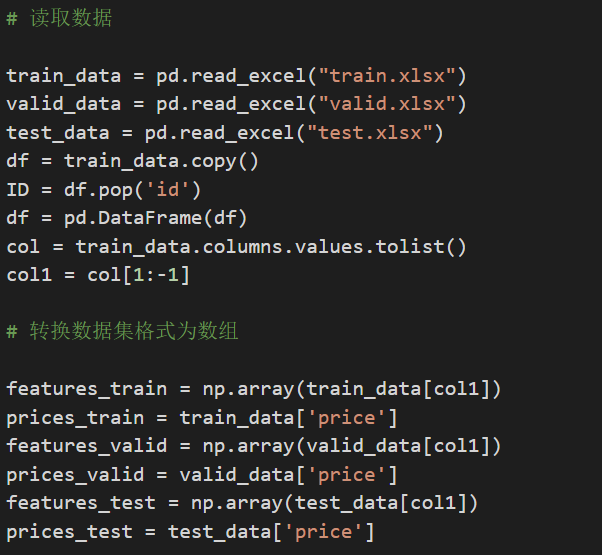 # 读取数据
train_data = pd.read_excel("train.xlsx")
valid_data = pd.read_excel("valid.xlsx")
test_data = pd.read_excel("test.xlsx")
df = train_data.copy()
ID = df.pop('id')
df = pd.DataFrame(df)
col = train_data.columns.values.tolist()
col1 = col[1:-1]
# 转换数据集格式为数组
features_train = np.array(train_data[col1])
prices_train = train_data['price']
features_valid = np.array(valid_data[col1])
prices_valid = valid_data['price']
features_test = np.array(test_data[col1])
prices_test = test_data['price']